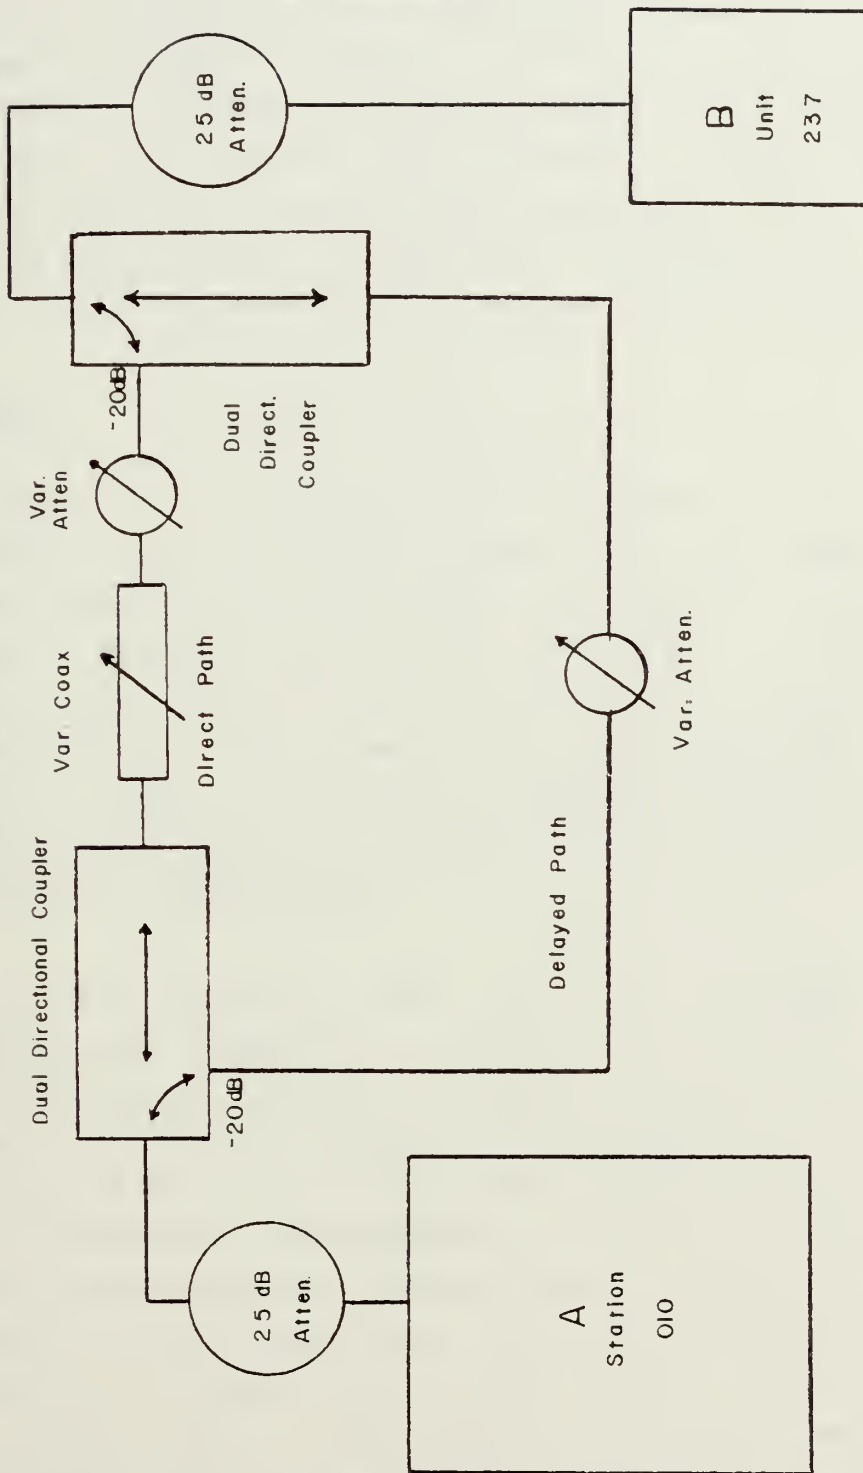 25 dB
Atten.
A
Station
010
Dual Directional Coupler
-20dB
Var. Coax
Direct Path
Var.
Atten
-20dB
Dual
Direct.
Coupler
25 dB
Atten.
B
Unit
237
Delayed Path
Var. Atten.